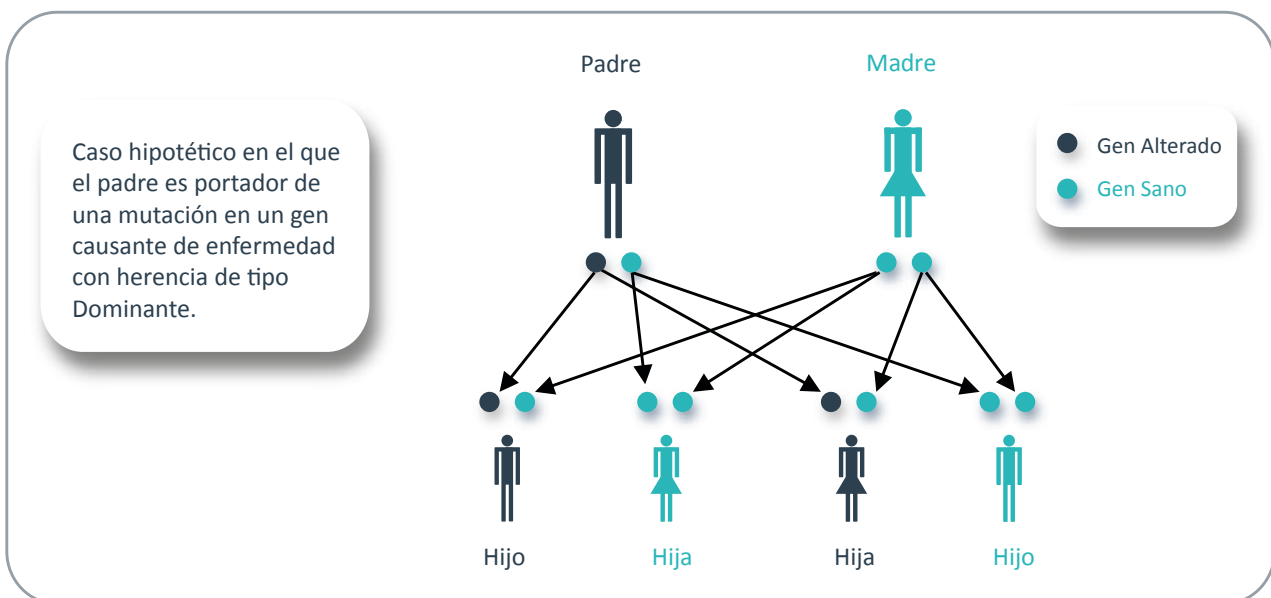 Padre
Madre
Caso hipotético en el que
el padre es portador de
una mutación en un gen
causante de enfermedad
con herencia de tipo
Dominante.
Gen Alterado
Gen Sano
Hijo
Hija
Hija
Hijo